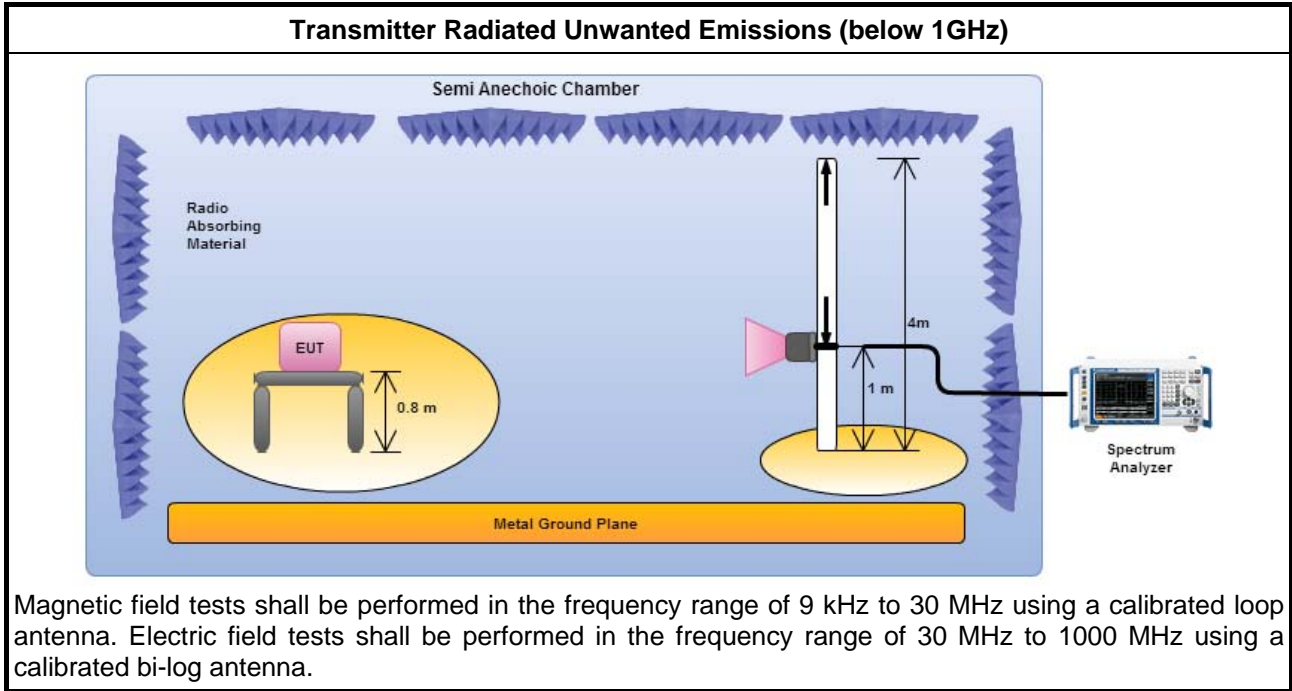 Transmitter Radiated Unwanted Emissions (below 1GHz)
Semi Anechoic Chamber
Radio
Absorbing
Material
EUT
0.8 m
4m
1 m
Spectrum
Analyzer
Metal Ground Plane
Magnetic field tests shall be performed in the frequency range of 9 kHz to 30 MHz using a calibrated loop
antenna. Electric field tests shall be performed in the frequency range of 30 MHz to 1000 MHz using a
calibrated bi-log antenna.